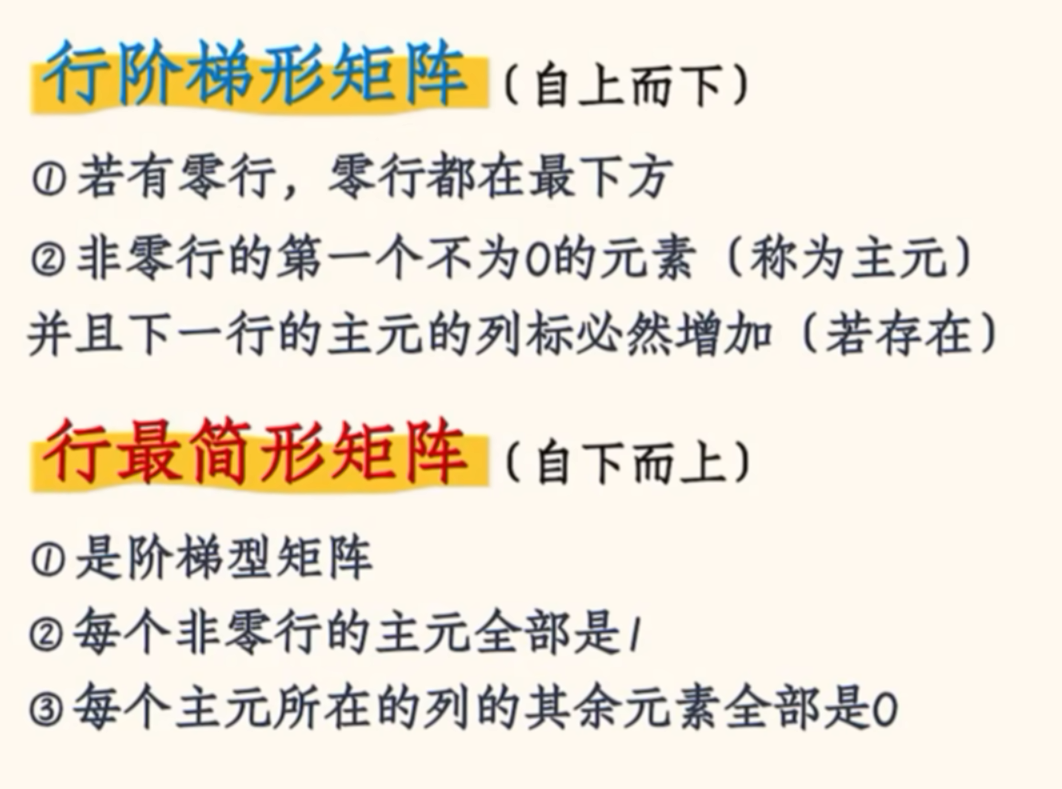 行阶梯形矩阵（自上而下）
①若有零行，零行都在最下方
②非零行的第一个不为0的元素（称为主元）
并且下一行的主元的列标必然增加（若存在）
行最简形矩阵（自下而上）
①是阶梯型矩阵
②每个非零行的主元全部是1
③每个主元所在的列的其余元素全部是0